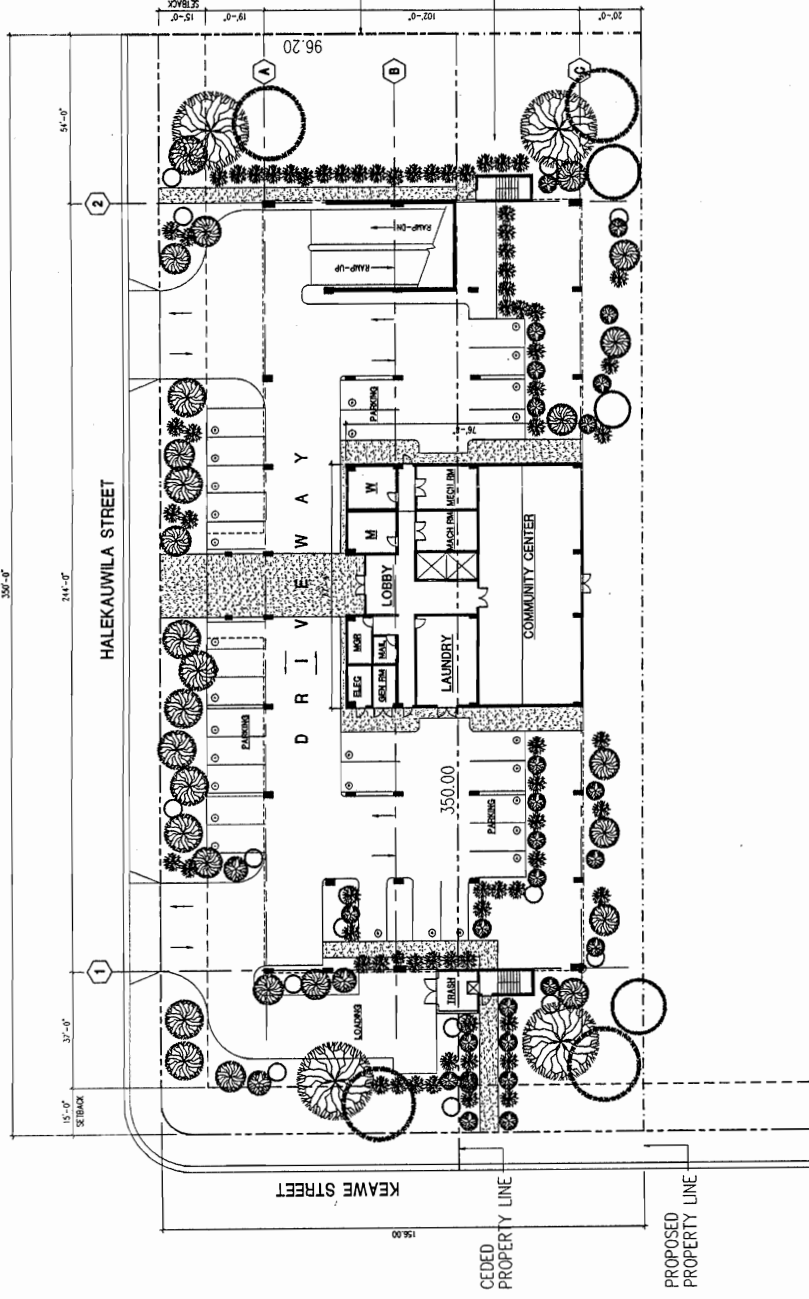 350'-0"
54'-0"
244'-0"
37'-0"
15'-0"
SETBACK
15'-0"
SETBACK
19'-0"
102'-0"
20'-0"
96.20
HALEKAUWILA STREET
KEAWE STREET
156.00
2
1
A
B
C
RAMP-UP
RAMP-DN
PARKING
76'-8"
DRIVEWAY
PARKING
M
W
LOBBY
MGR
ELEC
MAIL
GEN RM
MACH RM
MECH RM
LAUNDRY
COMMUNITY CENTER
350.00
PARKING
LOADING
TRASH
CEDED
PROPERTY LINE
PROPOSED
PROPERTY LINE